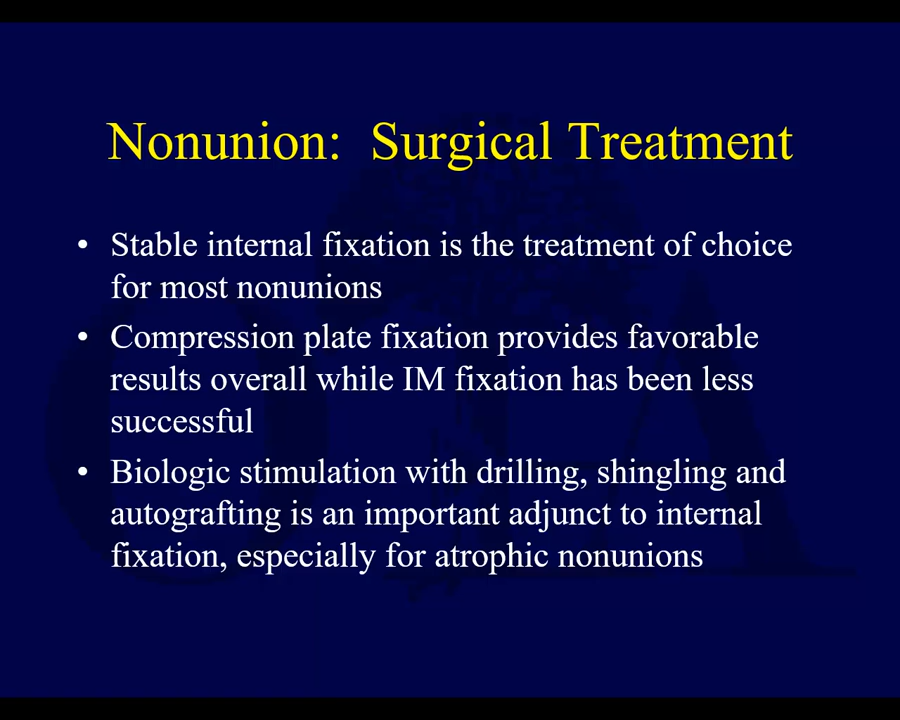 Nonunion: Surgical Treatment
• Stable internal fixation is the treatment of choice
for most nonunions
• Compression plate fixation provides favorable
results overall while IM fixation has been less
successful
• Biologic stimulation with drilling, shingling and
autografting is an important adjunct to internal
fixation, especially for atrophic nonunions
OTA